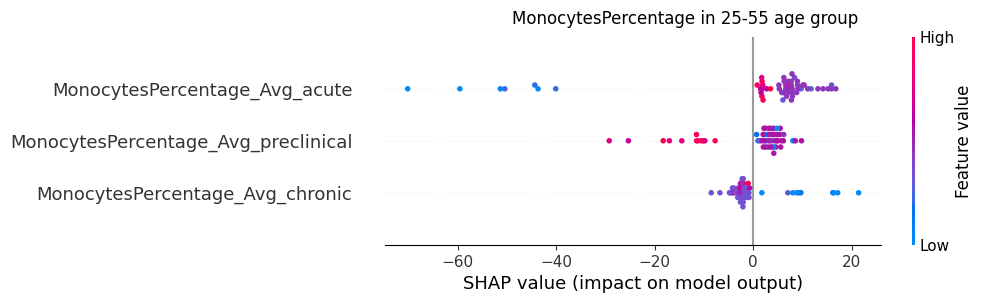 MonocytesPercentage in 25-55 age group
High
MonocytesPercentage_Avg_acute
MonocytesPercentage_Avg_preclinical
MonocytesPercentage_Avg_chronic
Feature value
Low
−60 −40 −20 0 20
SHAP value (impact on model output)